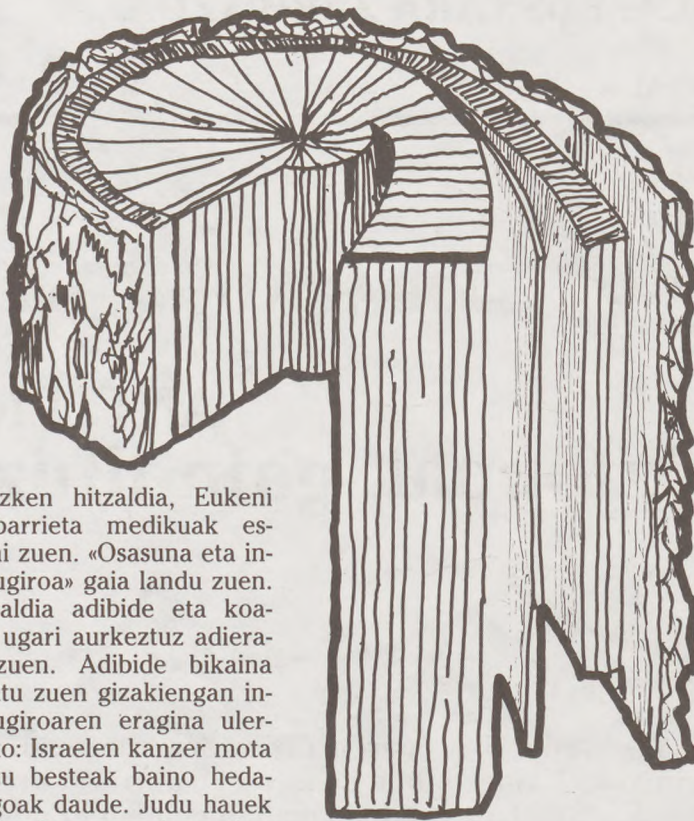 zken hitzaldia, Eukeni
barrieta medikuak es-
ni zuen. «Osasuna eta in-
ugiroa» gaia landu zuen.
aldia adibide eta koa-
ugari aurkeztuz adiera-
zuen. Adibide bikaina
tu zuen gizakiengan in-
ugiroaren eragina uler-
o: Israelen kanzer mota
u besteak baino heda-
goak daude. Judu hauek